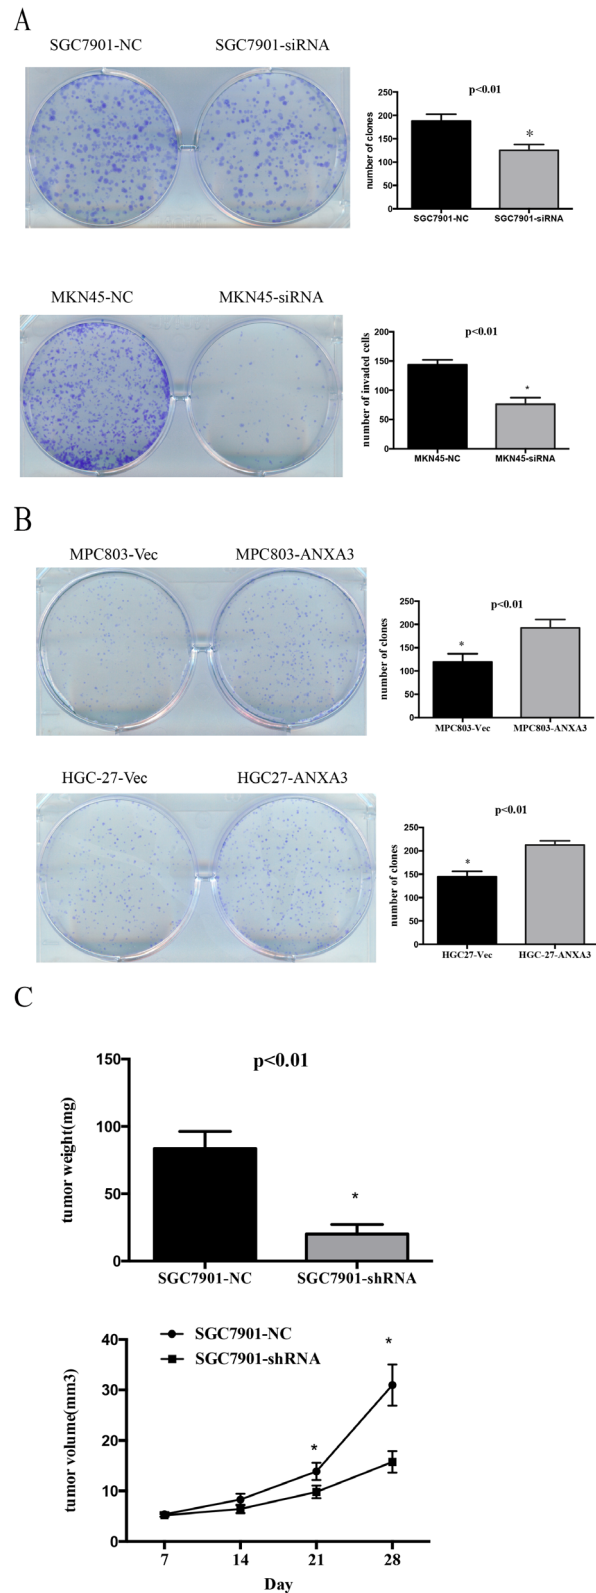 A
SGC7901-NC SGC7901-siRNA
p<0.01
number of clones
250
200
150
100
50
0
*
SGC7901-NC SGC7901-siRNA
MKN45-NC MKN45-siRNA
p<0.01
number of invaded cells
200
150
100
50
0
*
MKN45-NC MKN45-siRNA
B
MPC803-Vec MPC803-ANXA3
p<0.01
number of clones
250
200
150
100
50
0
*
MPC803-Vec MPC803-ANXA3
HGC-27-Vec HGC27-ANXA3
p<0.01
number of clones
250
200
150
100
50
0
*
HGC27-Vec HGC-27-ANXA3
C
p<0.01
tumor weight(mg)
150
100
50
0
*
SGC7901-NC SGC7901-shRNA
SGC7901-NC
SGC7901-shRNA
tumor volume(mm3)
40
30
20
10
0
*
*
7 14 21 28
Day